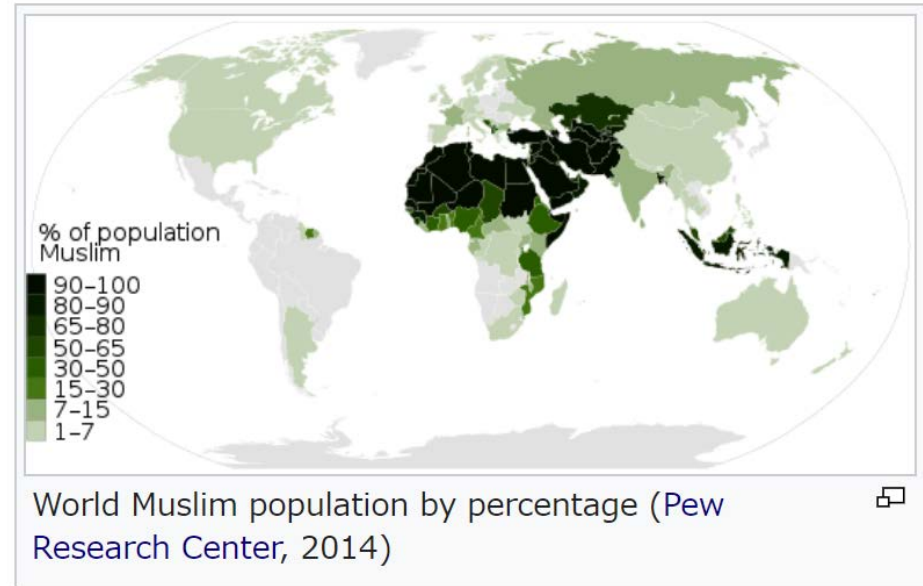 % of population
Muslim
90–100
80–90
65–80
50–65
30–50
15–30
7–15
1–7
World Muslim population by percentage (Pew
Research Center, 2014)